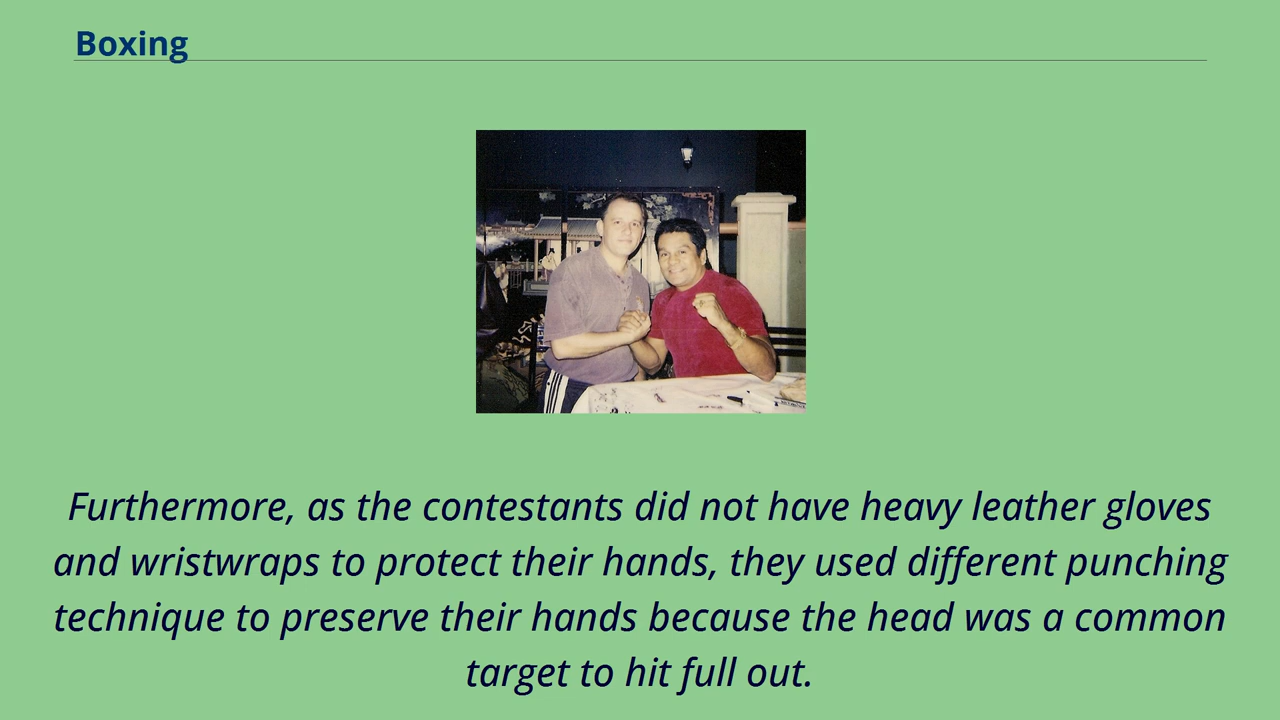 Boxing
Furthermore, as the contestants did not have heavy leather gloves
and wristwraps to protect their hands, they used different punching
technique to preserve their hands because the head was a common
target to hit full out.